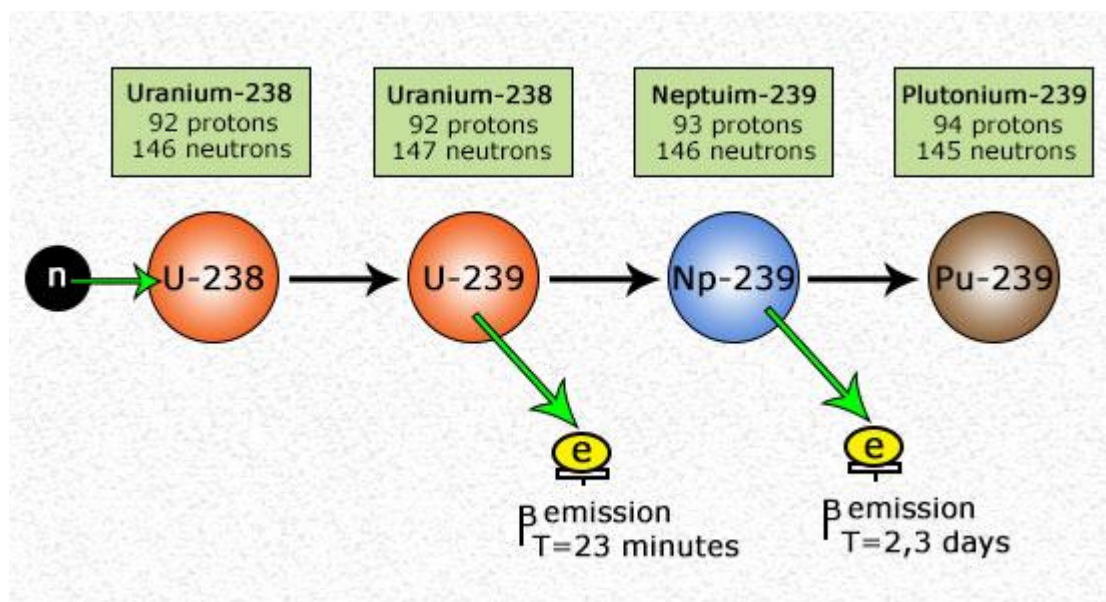 Uranium-238
92 protons
146 neutrons
Uranium-238
92 protons
147 neutrons
Neptuim-239
93 protons
146 neutrons
Plutonium-239
94 protons
145 neutrons
n
U-238
U-239
Np-239
Pu-239
e
e
β emission
T=23 minutes
β emission
T=2,3 days